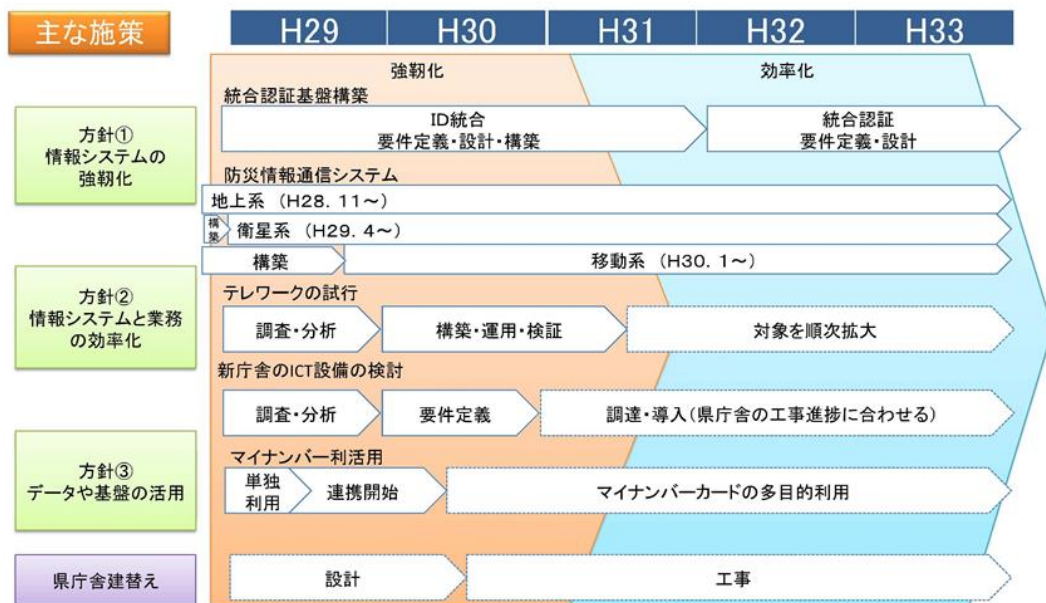 主な施策
H29
H30
H31
H32
H33
強靭化
効率化
方針①
情報システムの
強靭化
統合認証基盤構築
ID統合
要件定義・設計・構築
統合認証
要件定義・設計
防災情報通信システム
地上系（H28. 11～）
構築
衛星系（H29. 4～）
構築
移動系（H30. 1～）
方針②
情報システムと業務
の効率化
テレワークの試行
調査・分析
構築・運用・検証
対象を順次拡大
新庁舎のICT設備の検討
調査・分析
要件定義
調達・導入（県庁舎の工事進捗に合わせる）
方針③
データや基盤の活用
マイナンバー利活用
単独
利用
連携開始
マイナンバーカードの多目的利用
県庁舎建替え
設計
工事